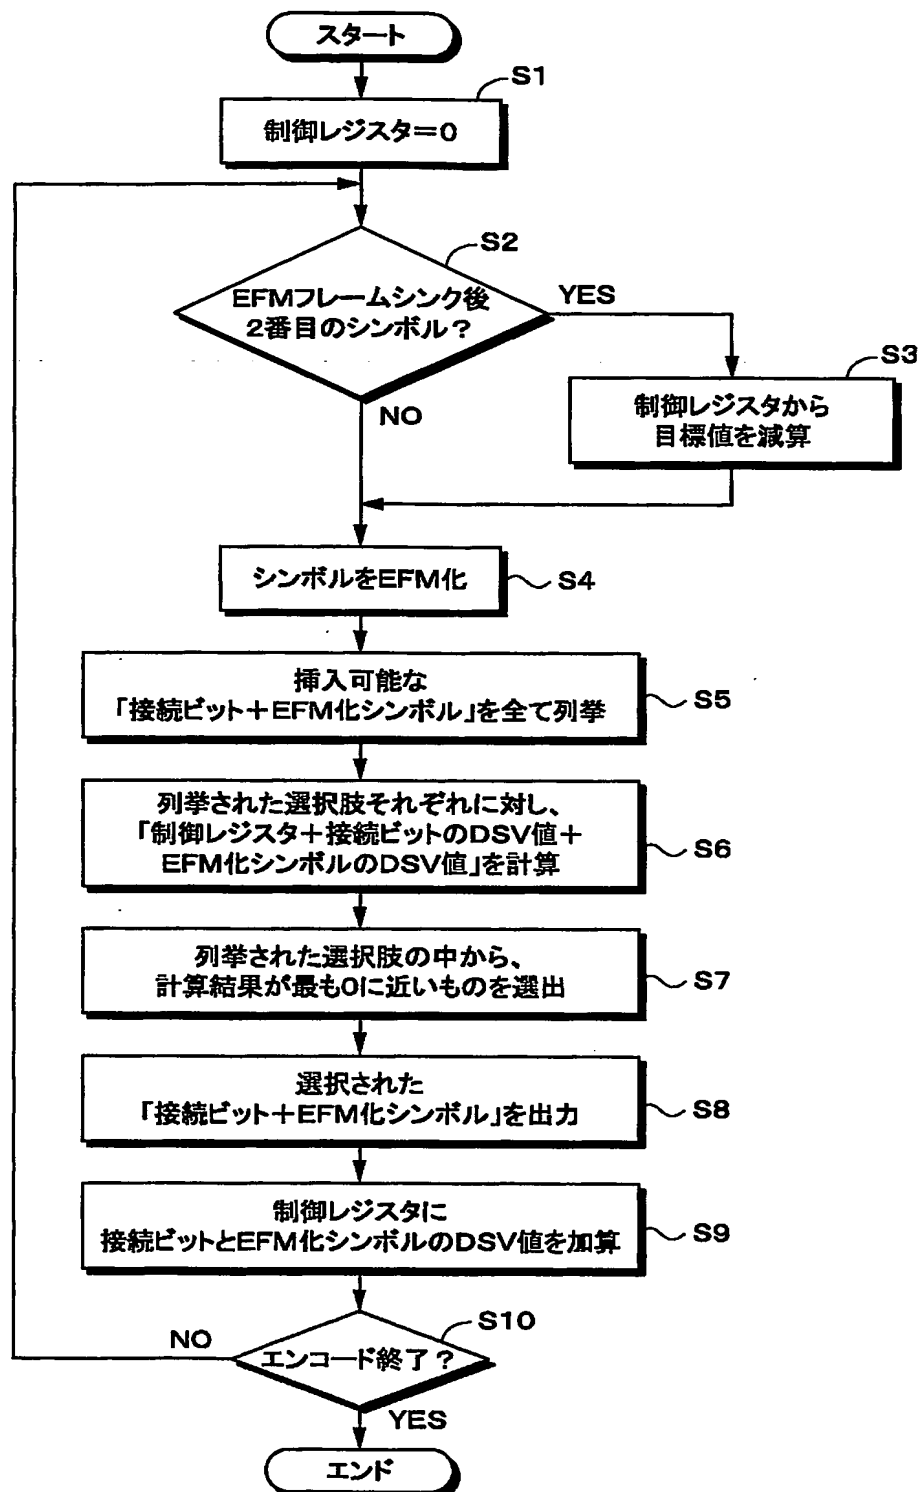 スタート
S1
制御レジスタ=0
S2
EFMフレームシンク後
2番目のシンボル?
YES
NO
S3
制御レジスタから
目標値を減算
シンボルをEFM化
S4
挿入可能な
「接続ビット+EFM化シンボル」を全て列挙
S5
列挙された選択肢それぞれに対し、
「制御レジスタ+接続ビットのDSV値+
EFM化シンボルのDSV値」を計算
S6
列挙された選択肢の中から、
計算結果が最も0に近いものを選出
S7
選択された
「接続ビット+EFM化シンボル」を出力
S8
制御レジスタに
接続ビットとEFM化シンボルのDSV値を加算
S9
S10
エンコード終了?
NO
YES
エンド